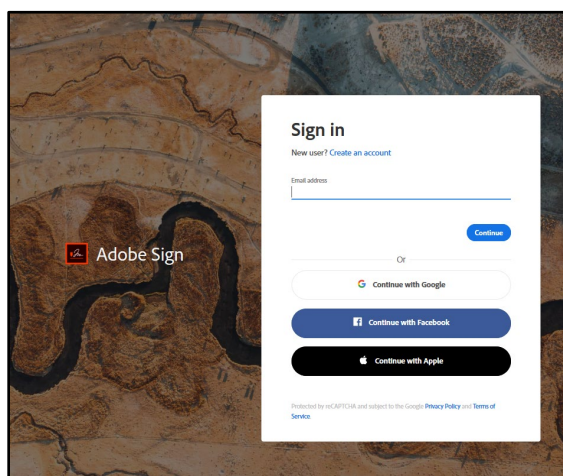 Sign in
New user? Create an account
Email address
Continue
Adobe Sign
Or
G Continue with Google
f Continue with Facebook
Continue with Apple
Protected by reCAPTCHA and subject to the Google Privacy Policy and Terms of
Service.